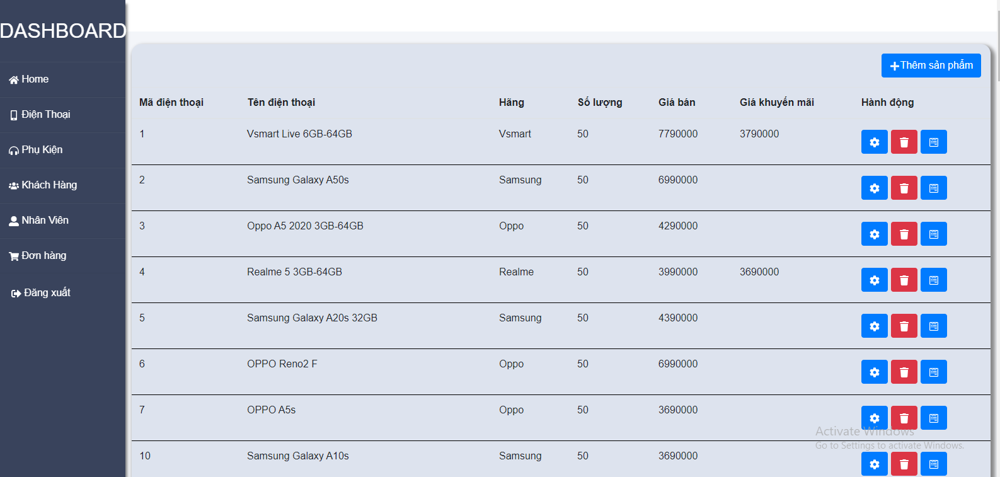 DASHBOARD
Home
Điện Thoại
Phụ Kiện
Khách Hàng
Nhân Viên
Đơn hàng
Đăng xuất
Thêm sản phẩm
Mã điện thoại Tên điện thoại Hãng Số lượng Giá bán Giá khuyến mãi Hành động
1 Vsmart Live 6GB-64GB Vsmart 50 7790000 3790000
2 Samsung Galaxy A50s Samsung 50 6990000
3 Oppo A5 2020 3GB-64GB Oppo 50 4290000
4 Realme 5 3GB-64GB Realme 50 3990000 3690000
5 Samsung Galaxy A20s 32GB Samsung 50 4390000
6 OPPO Reno2 F Oppo 50 6990000
7 OPPO A5s Oppo 50 3690000
10 Samsung Galaxy A10s Samsung 50 3690000
Activate Windows
Go to Settings to activate Windows.